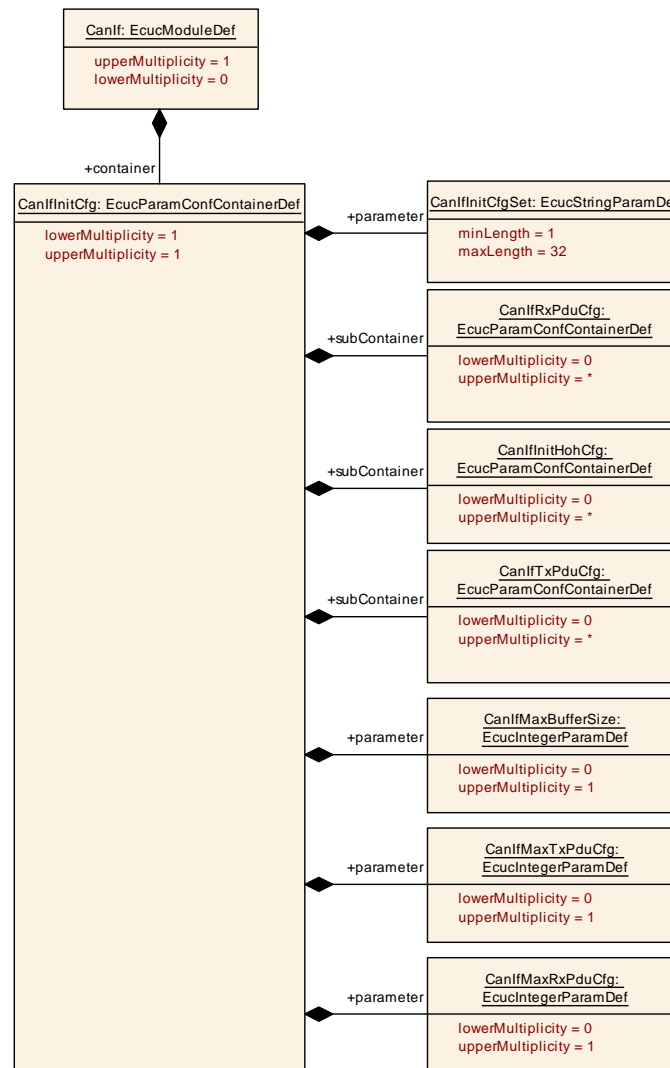 CanIf: EcucModuleDef
upperMultiplicity = 1
lowerMultiplicity = 0
+container
CanIfInitCfg: EcucParamConfContainerDef
lowerMultiplicity = 1
upperMultiplicity = 1
+parameter
CanIfInitCfgSet: EcucStringParamDe
minLength = 1
maxLength = 32
+subContainer
CanIfRxPduCfg:
EcucParamConfContainerDef
lowerMultiplicity = 0
upperMultiplicity = *
+subContainer
CanIfInitHohCfg:
EcucParamConfContainerDef
lowerMultiplicity = 0
upperMultiplicity = *
+subContainer
CanIfTxPduCfg:
EcucParamConfContainerDef
lowerMultiplicity = 0
upperMultiplicity = *
+parameter
CanIfMaxBufferSize:
EcucIntegerParamDef
lowerMultiplicity = 0
upperMultiplicity = 1
+parameter
CanIfMaxTxPduCfg:
EcucIntegerParamDef
lowerMultiplicity = 0
upperMultiplicity = 1
+parameter
CanIfMaxRxPduCfg:
EcucIntegerParamDef
lowerMultiplicity = 0
upperMultiplicity = 1